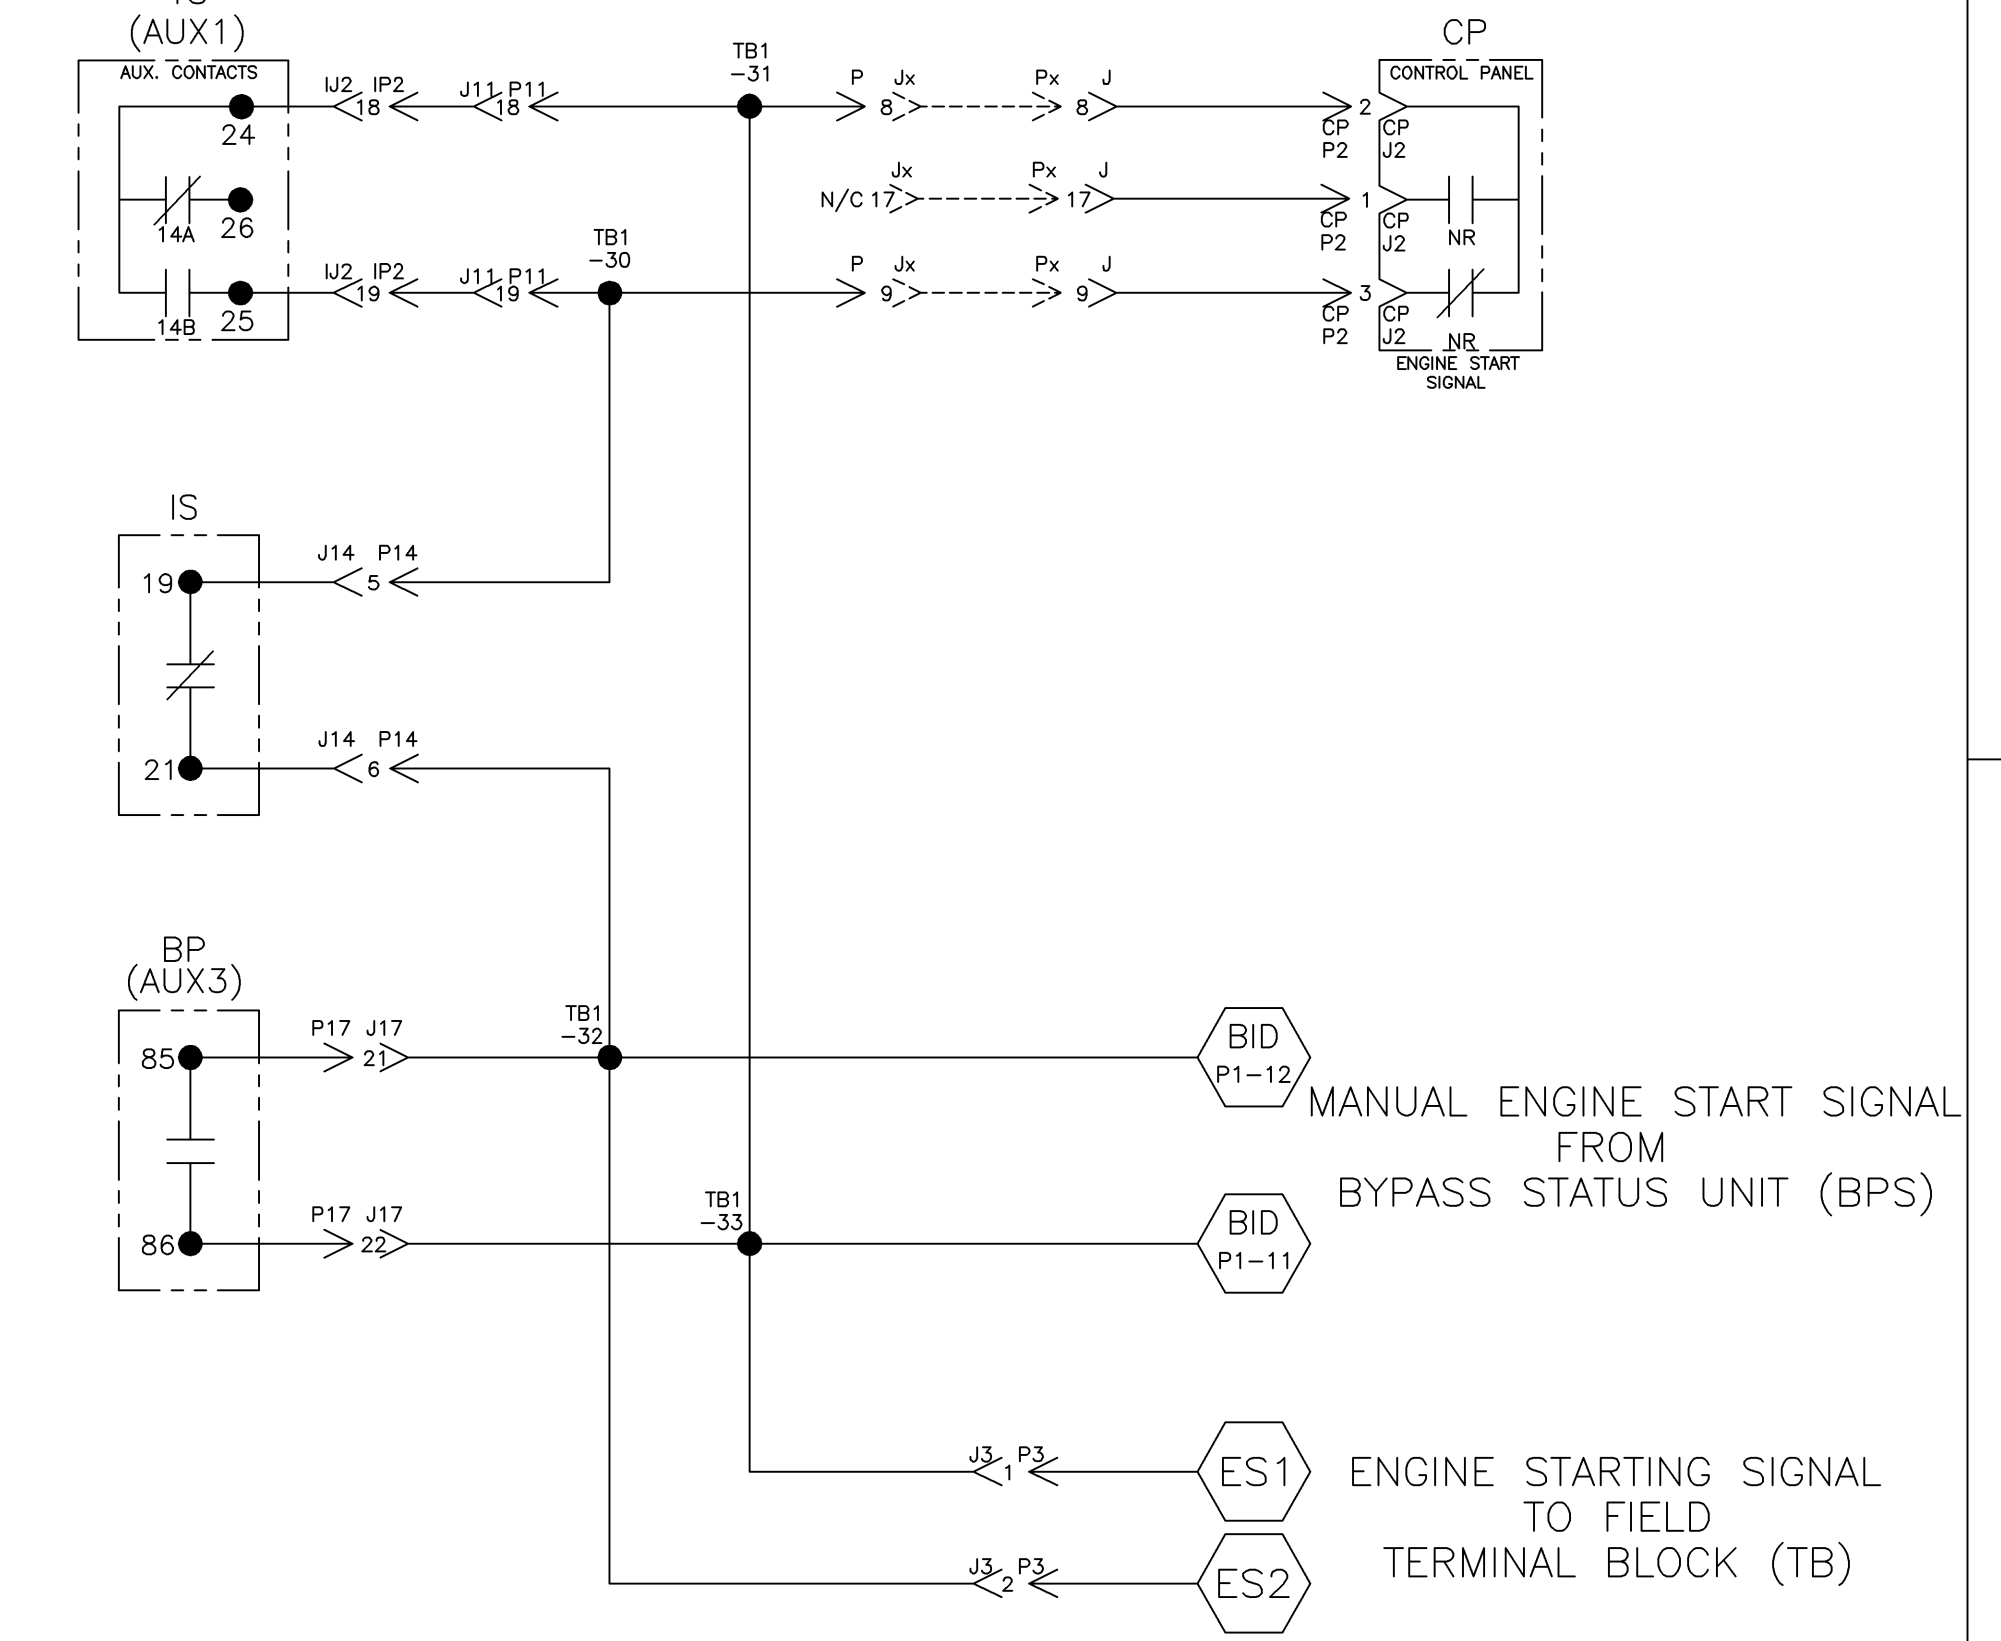 (AUX1)
AUX. CONTACTS
24
14A
26
14B
25
IJ2 IP2
18
J11 P11
18
TB1
-31
P Jx
8
Px J
8
2
CP
P2
CP
J2
CP
CONTROL PANEL
N/C 17
Jx
Px J
17
1
CP
P2
CP
J2
NR
IJ2 IP2
19
J11 P11
19
TB1
-30
P Jx
9
Px J
9
3
CP
P2
CP
J2
NR
ENGINE START
SIGNAL
IS
19
J14 P14
5
21
J14 P14
6
BP
(AUX3)
85
P17 J17
21
TB1
-32
BID
P1-12
86
P17 J17
22
TB1
-33
BID
P1-11
MANUAL ENGINE START SIGNAL
FROM
BYPASS STATUS UNIT (BPS)
J3 P3
1
ES1
J3 P3
2
ES2
ENGINE STARTING SIGNAL
TO FIELD
TERMINAL BLOCK (TB)